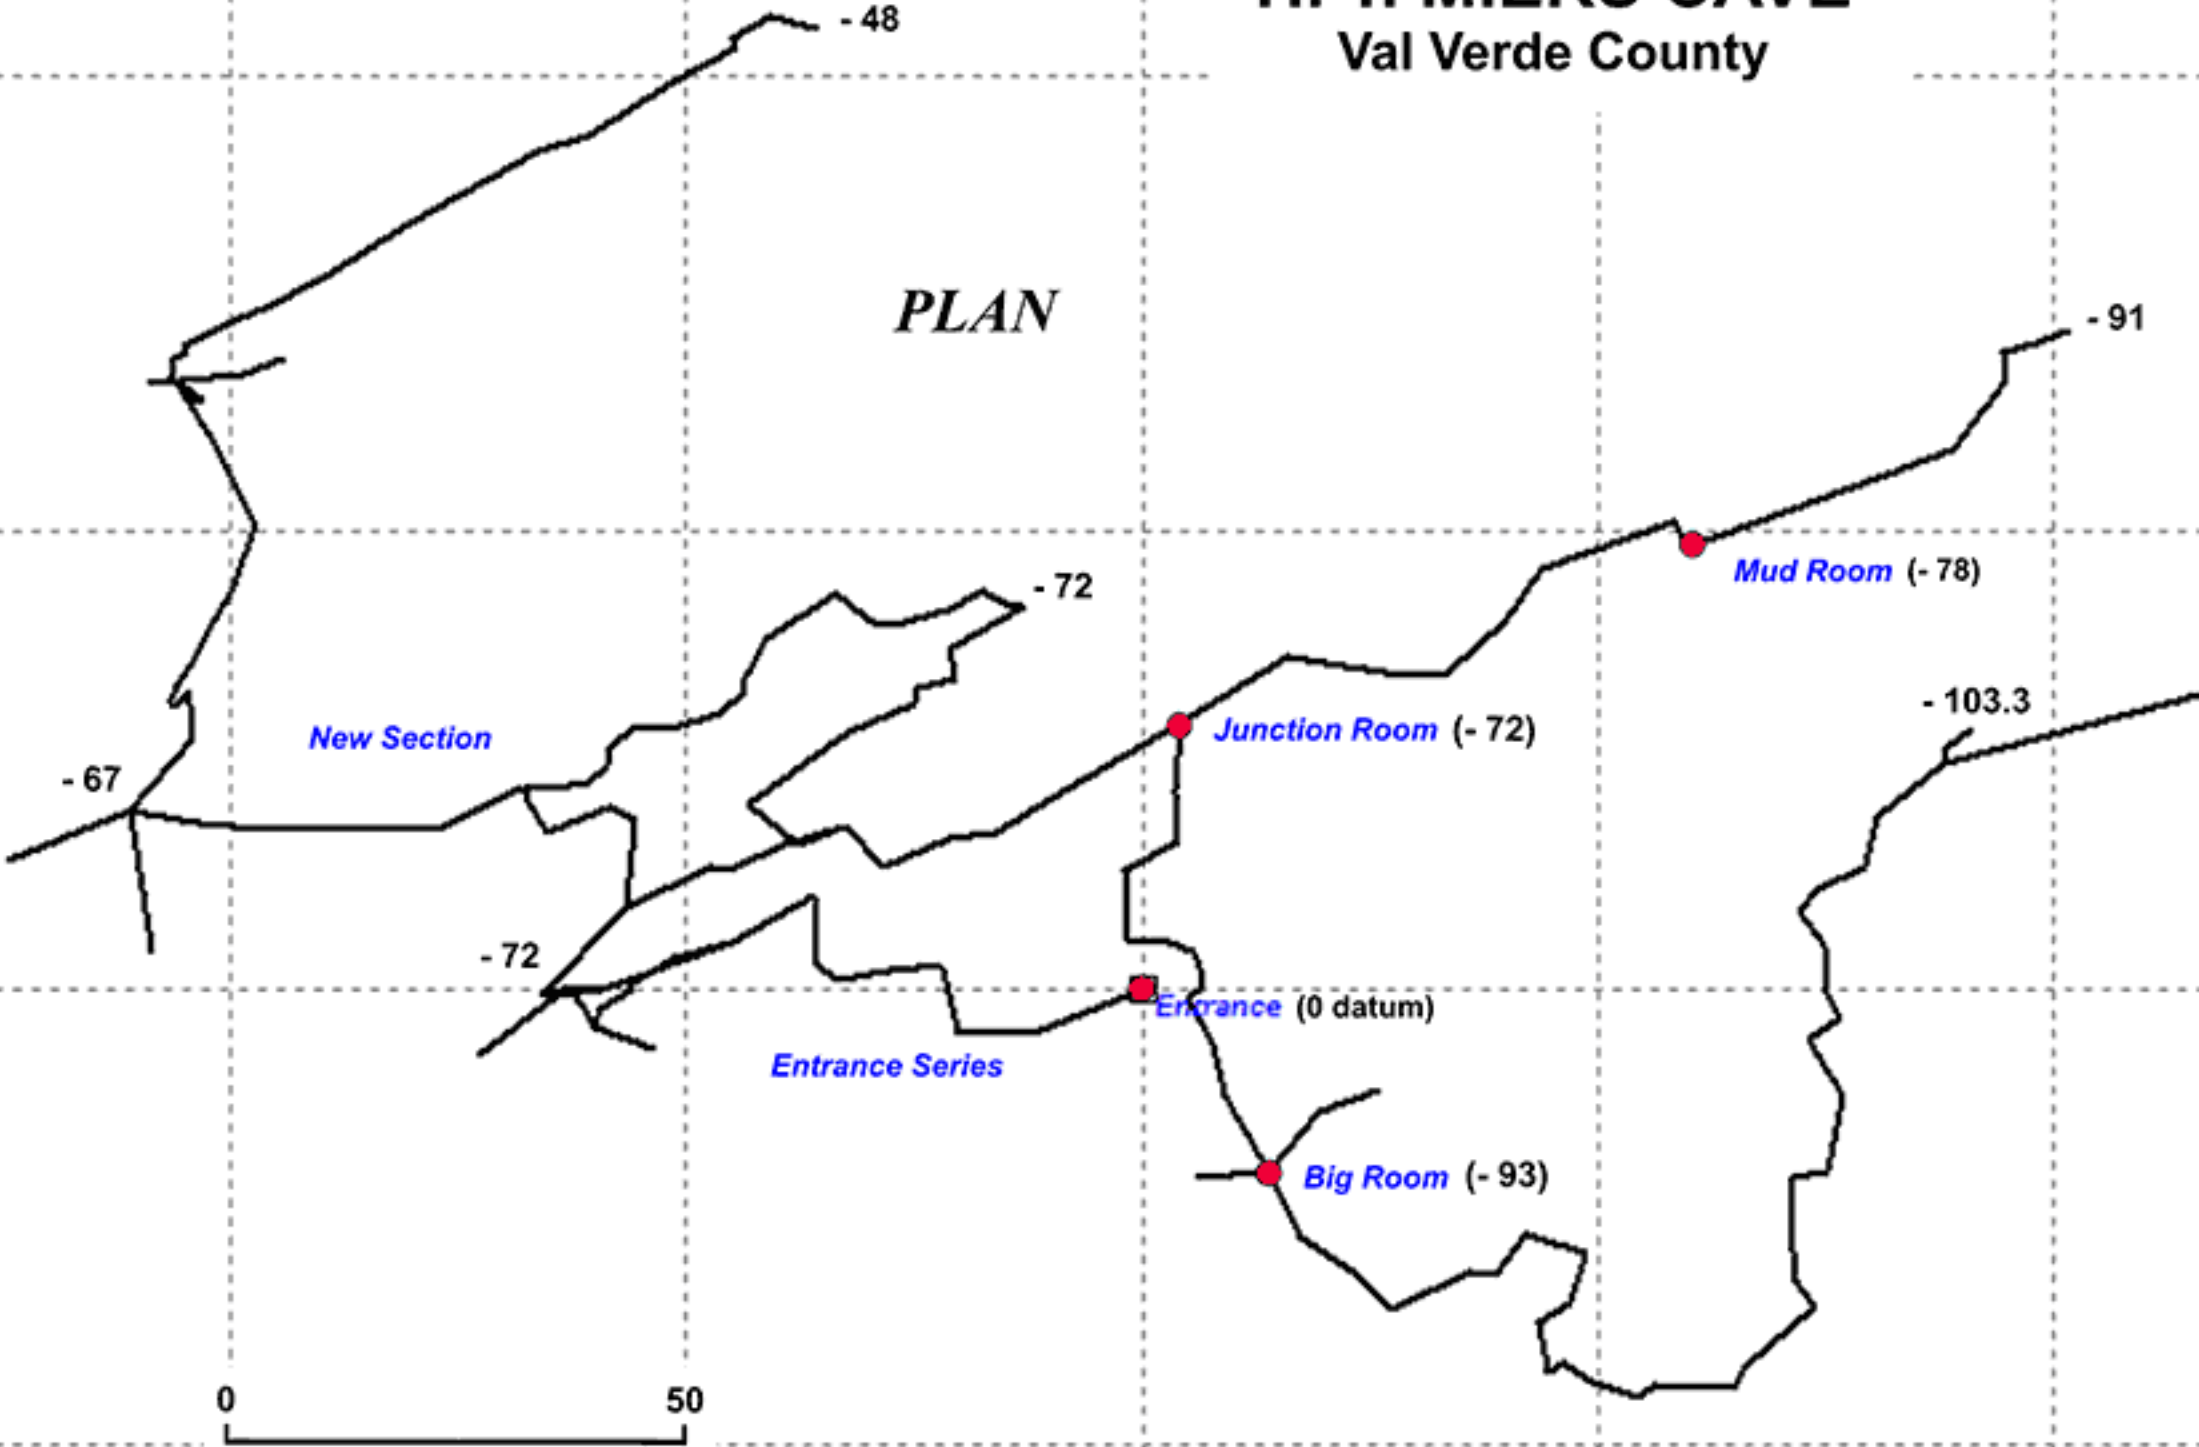 - 48
Val Verde County
PLAN
- 91
Mud Room (- 78)
- 72
- 103.3
Junction Room (- 72)
New Section
- 67
- 72
Entrance (0 datum)
Entrance Series
Big Room (- 93)
0 50